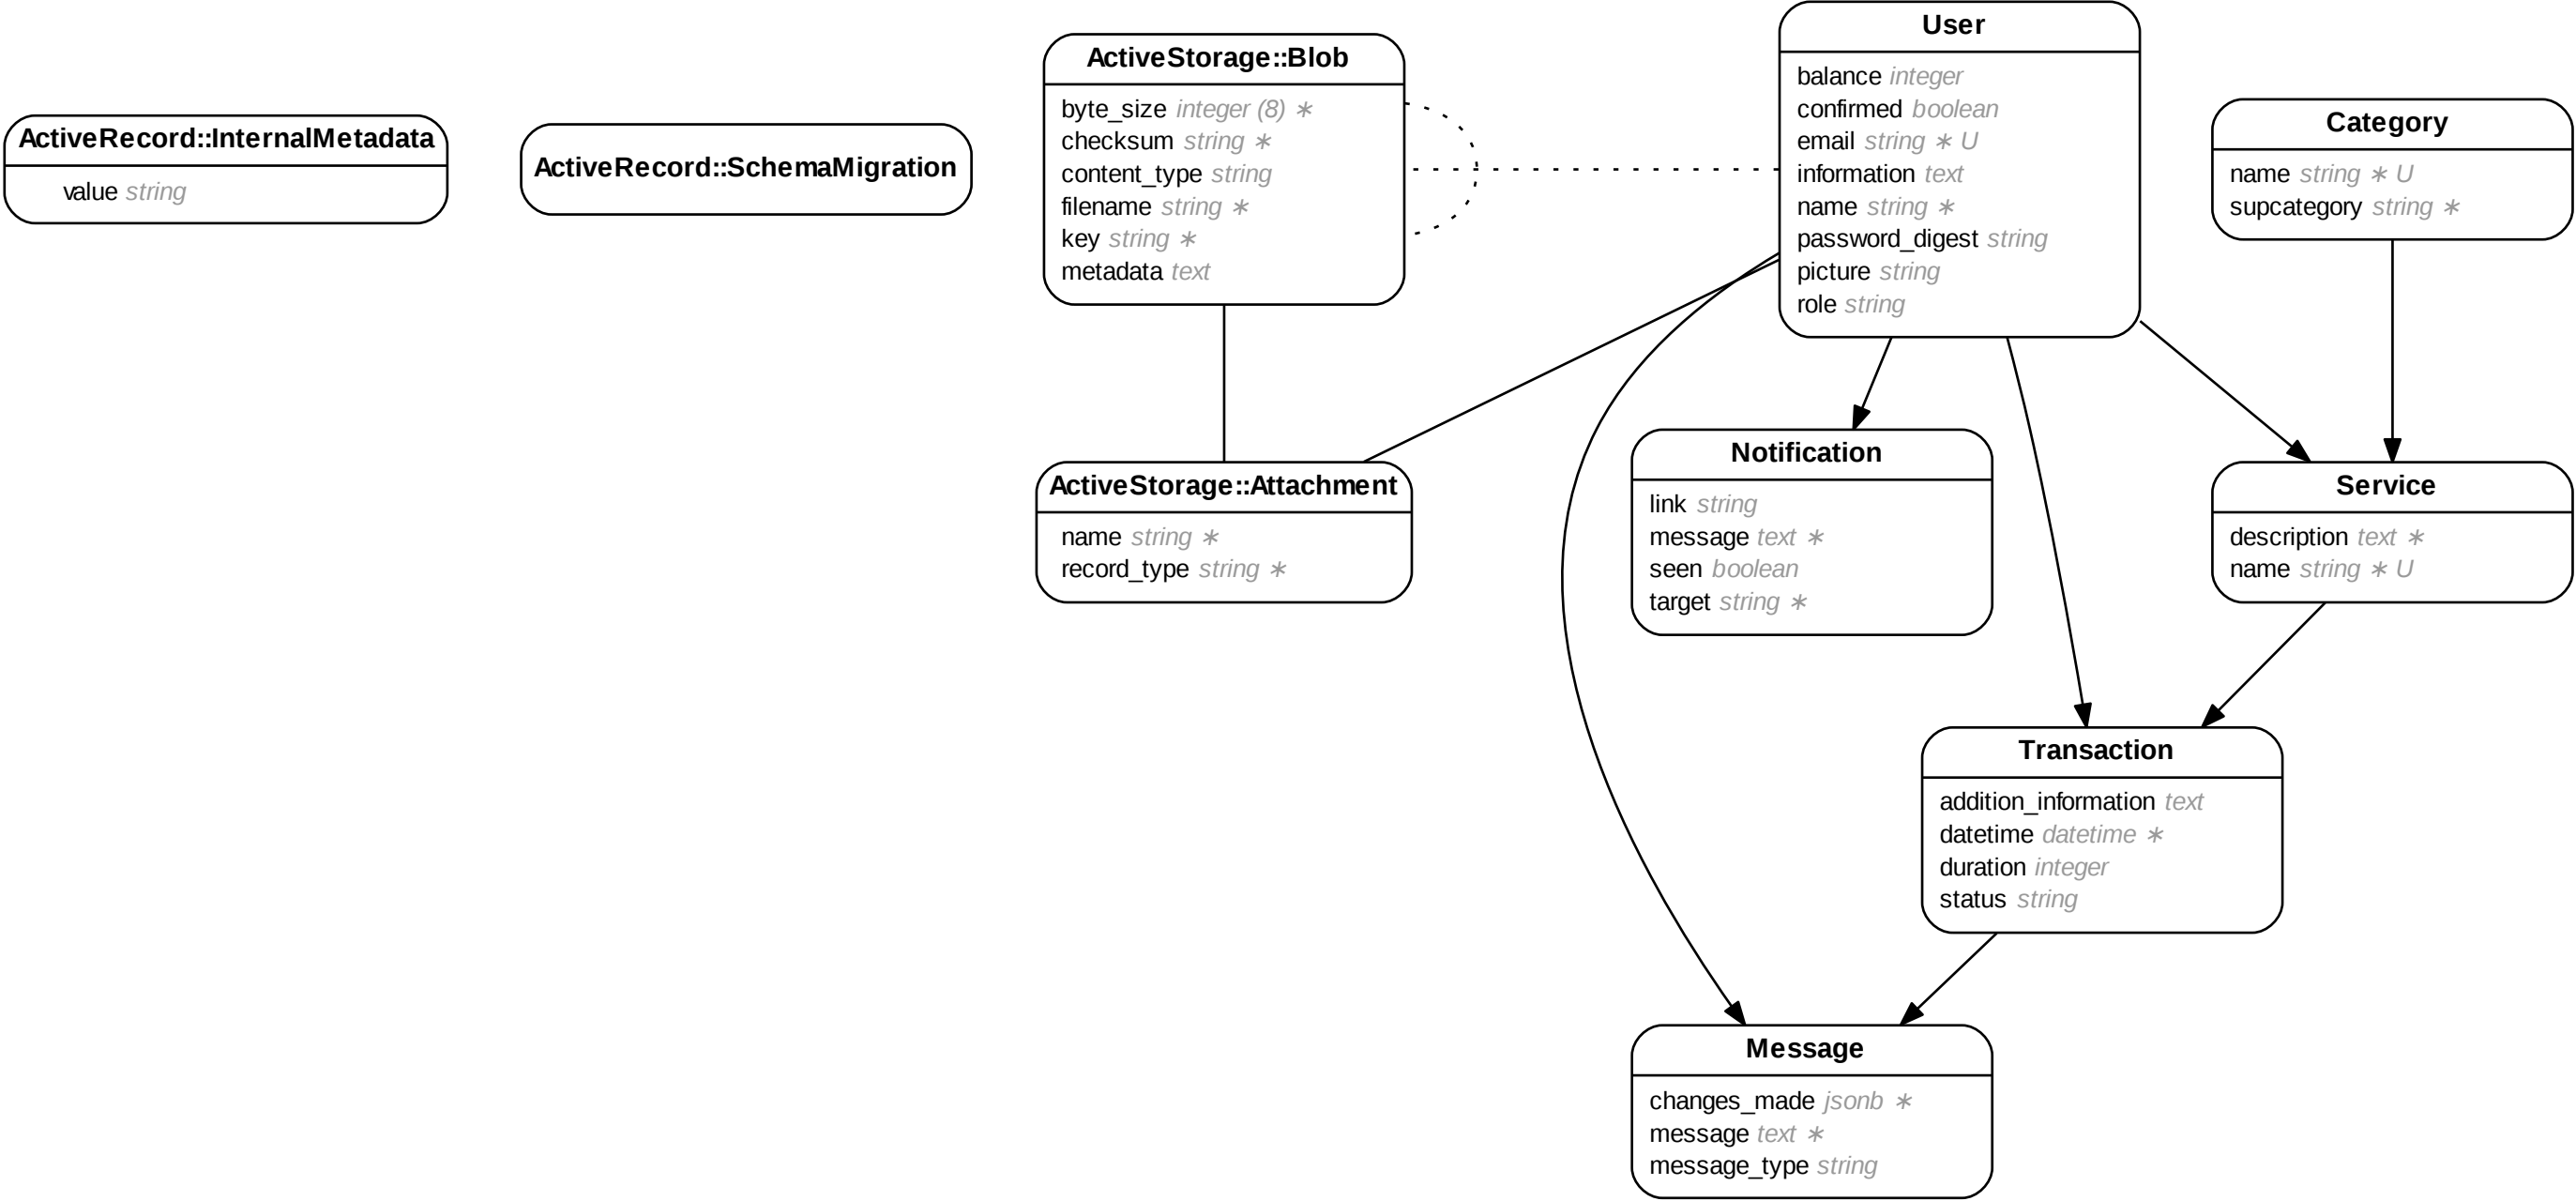 ActiveRecord::InternalMetadata
value string
ActiveRecord::SchemaMigration
ActiveStorage::Blob
byte_size integer (8) ∗
checksum string ∗
content_type string
filename string ∗
key string ∗
metadata text
User
balance integer
confirmed boolean
email string ∗ U
information text
name string ∗
password_digest string
picture string
role string
Category
name string ∗ U
supcategory string ∗
ActiveStorage::Attachment
name string ∗
record_type string ∗
Notification
link string
message text ∗
seen boolean
target string ∗
Service
description text ∗
name string ∗ U
Transaction
addition_information text
datetime datetime ∗
duration integer
status string
Message
changes_made jsonb ∗
message text ∗
message_type string